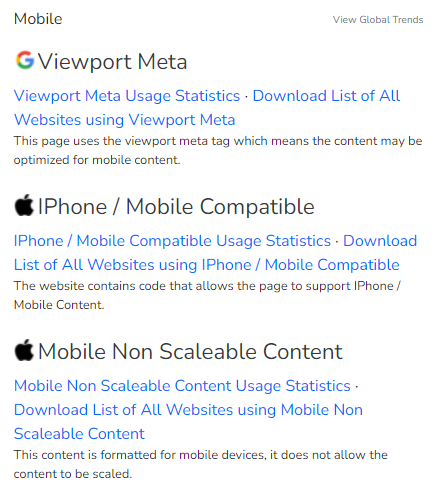 Mobile
View Global Trends
Viewport Meta
Viewport Meta Usage Statistics · Download List of All
Websites using Viewport Meta
This page uses the viewport meta tag which means the content may be
optimized for mobile content.
IPhone / Mobile Compatible
IPhone / Mobile Compatible Usage Statistics · Download
List of All Websites using IPhone / Mobile Compatible
The website contains code that allows the page to support IPhone /
Mobile Content.
Mobile Non Scaleable Content
Mobile Non Scaleable Content Usage Statistics ·
Download List of All Websites using Mobile Non
Scaleable Content
This content is formatted for mobile devices, it does not allow the
content to be scaled.